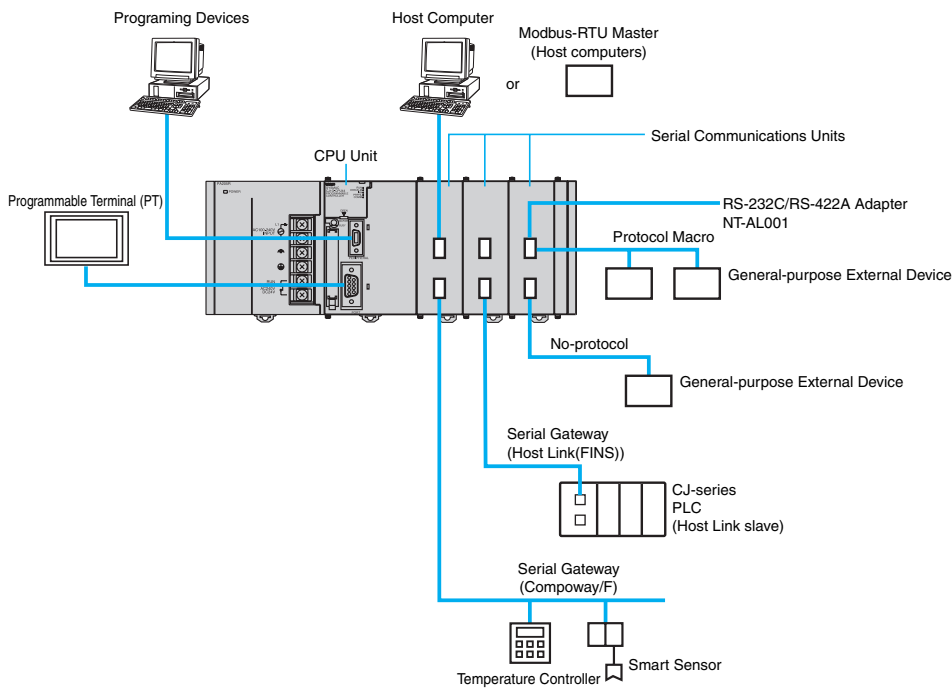 Programing Devices
Host Computer
Modbus-RTU Master
(Host computers)
or
Serial Communications Units
CPU Unit
Programmable Terminal (PT)
POWER
RS-232C/RS-422A Adapter
NT-AL001
Protocol Macro
General-purpose External Device
No-protocol
General-purpose External Device
Serial Gateway
(Host Link(FINS))
CJ-series
PLC
(Host Link slave)
Serial Gateway
(Compoway/F)
Temperature Controller
Smart Sensor